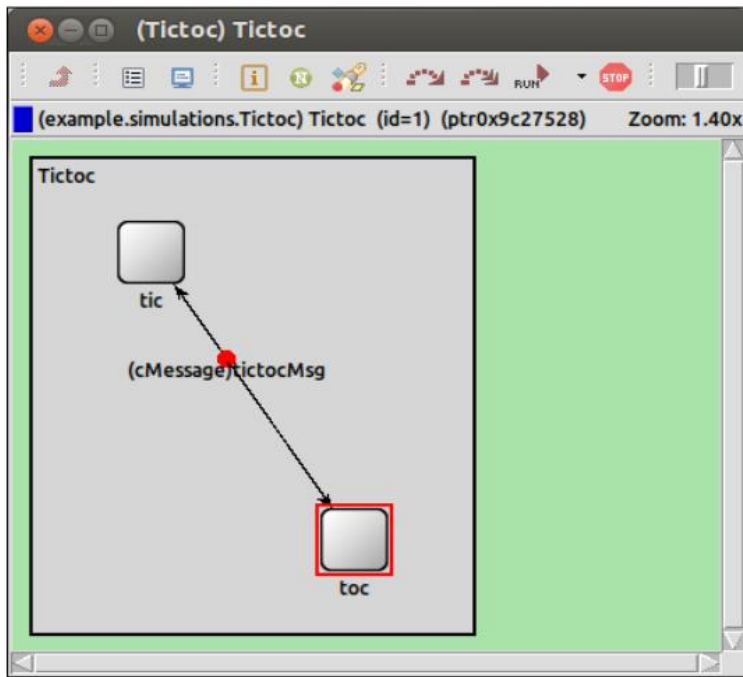 (Tictoc) Tictoc
i N RUN STOP
(example.simulations.Tictoc) Tictoc (id=1) (ptr0x9c27528) Zoom: 1.40x
Tictoc
tic
(cMessage)tictocMsg
toc